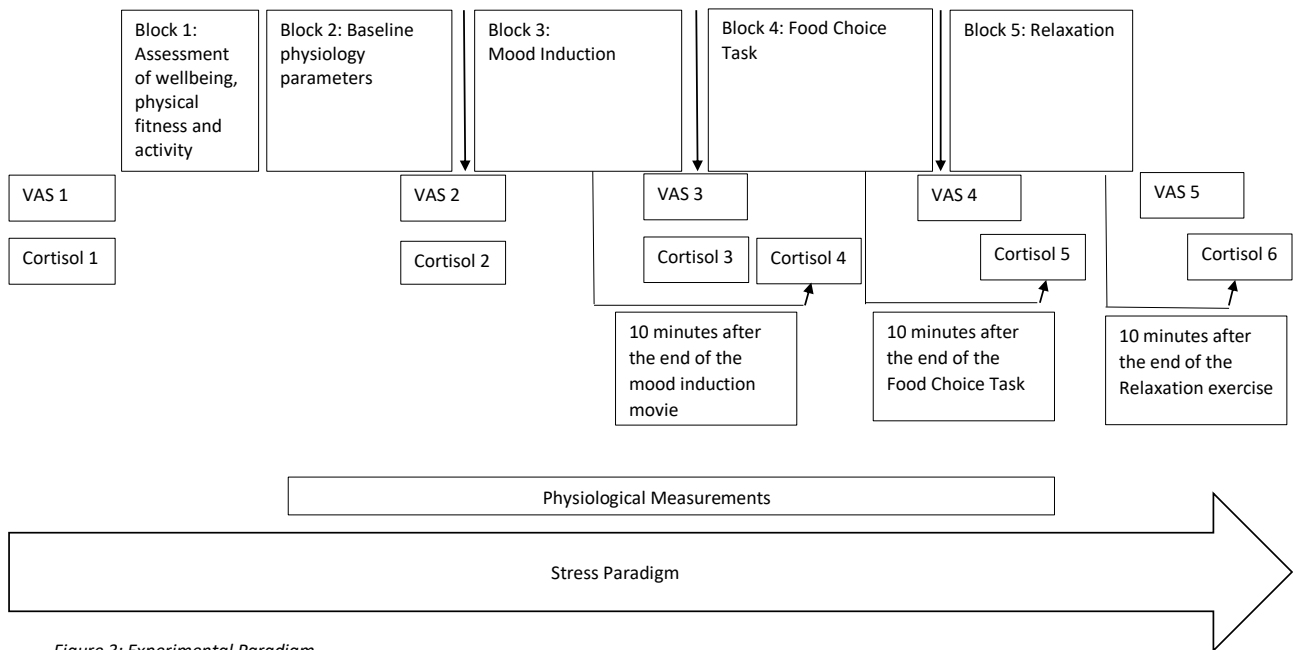 Block 1:
Assessment
of wellbeing,
physical
fitness and
activity
Block 2: Baseline
physiology
parameters
Block 3:
Mood Induction
Block 4: Food Choice
Task
Block 5: Relaxation
VAS 1
VAS 2
VAS 3
VAS 4
VAS 5
Cortisol 1
Cortisol 2
Cortisol 3
Cortisol 4
Cortisol 5
Cortisol 6
10 minutes after
the end of the
mood induction
movie
10 minutes after
the end of the
Food Choice Task
10 minutes after
the end of the
Relaxation exercise
Physiological Measurements
Stress Paradigm
Figure 2: Experimental Paradigm